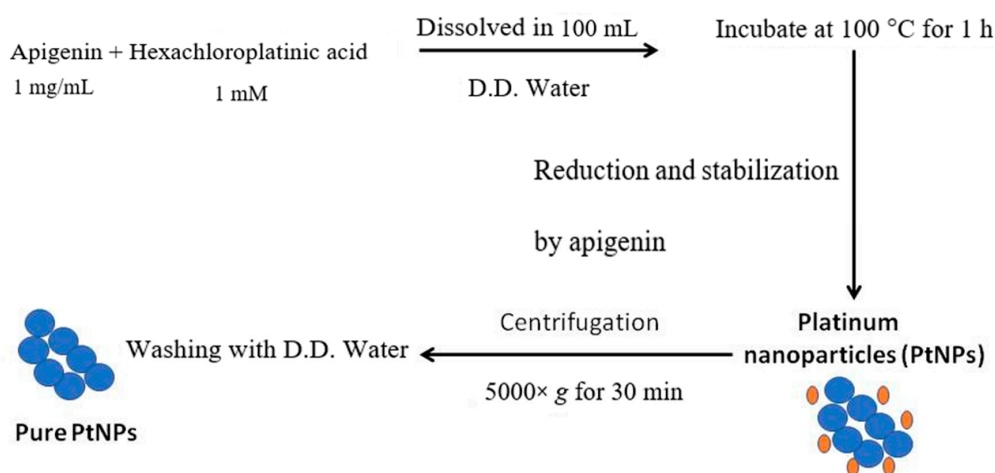 Apigenin + Hexachloroplatinic acid
1 mg/mL
1 mM
Dissolved in 100 mL
D.D. Water
Incubate at 100 °C for 1 h
Reduction and stabilization
by apigenin
Platinum
nanoparticles (PtNPs)
Centrifugation
5000× g for 30 min
Washing with D.D. Water
Pure PtNPs